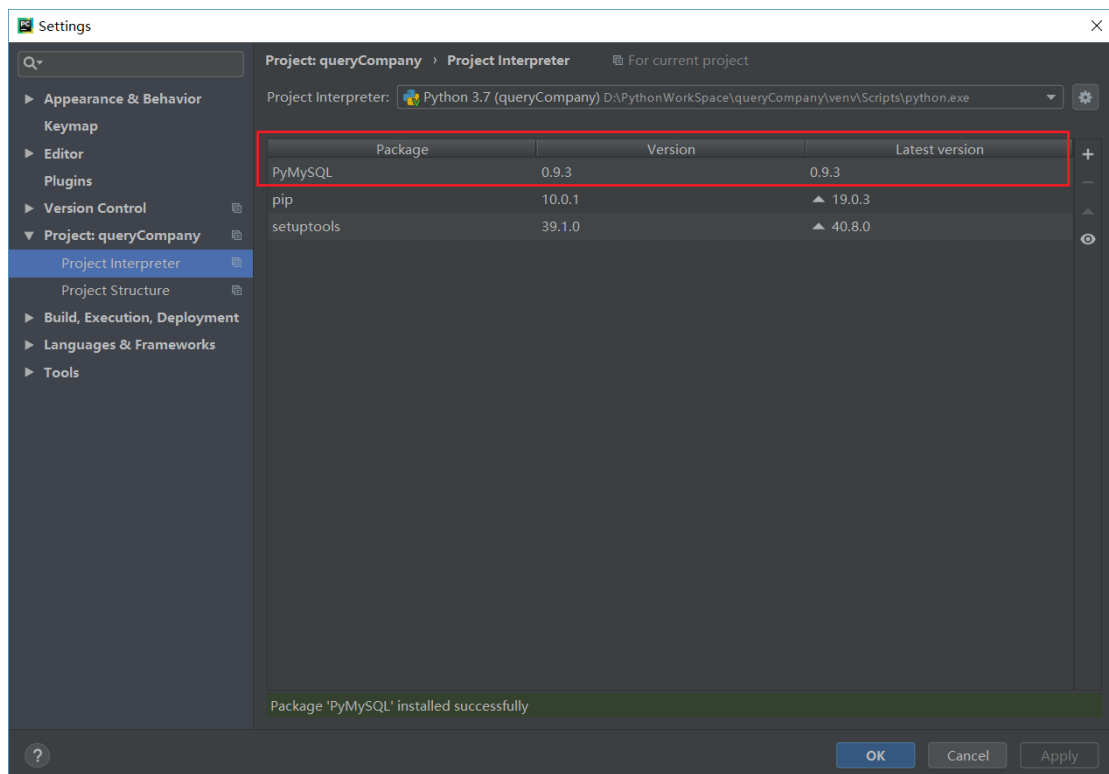 Settings
Project: queryCompany › Project Interpreter For current project
Appearance & Behavior
Project Interpreter: Python 3.7 (queryCompany) D:\PythonWorkSpace\queryCompany\venv\Scripts\python.exe
Keymap
Editor
Package Version Latest version
Plugins
PyMySQL 0.9.3 0.9.3
Version Control
pip 10.0.1 19.0.3
Project: queryCompany
setuptools 39.1.0 40.8.0
Project Interpreter
Project Structure
Build, Execution, Deployment
Languages & Frameworks
Tools
Package 'PyMySQL' installed successfully
? OK Cancel Apply